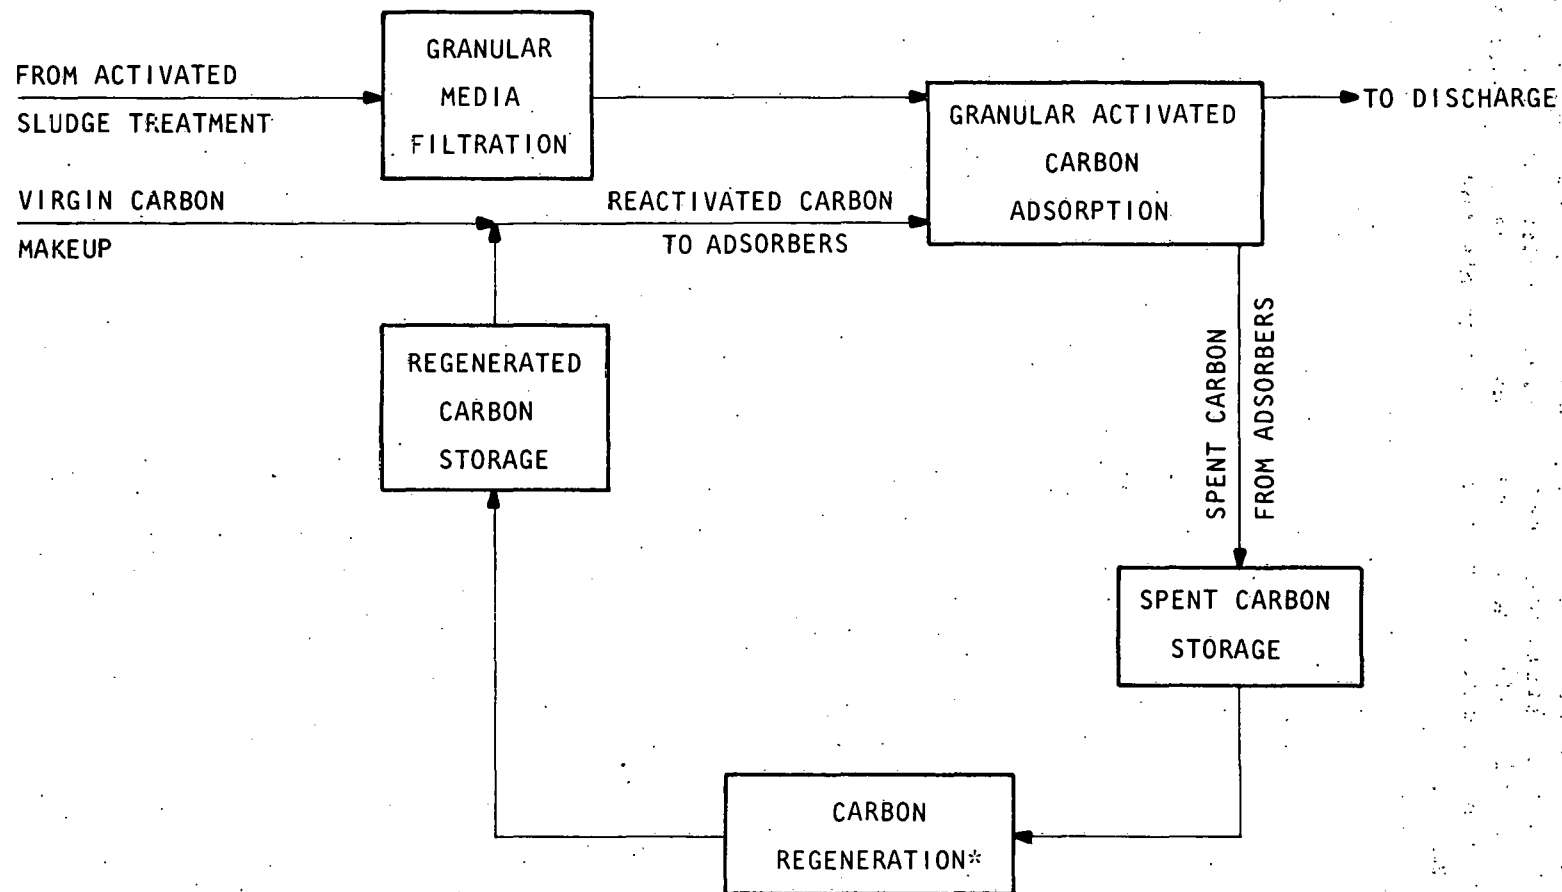 GRANULAR
MEDIA
FILTRATION
FROM ACTIVATED
SLUDGE TREATMENT
GRANULAR ACTIVATED
CARBON
ADSORPTION
TO DISCHARGE
VIRGIN CARBON
MAKEUP
REACTIVATED CARBON
TO ADSORBERS
REGENERATED
CARBON
STORAGE
SPENT CARBON
FROM ADSORBERS
SPENT CARBON
STORAGE
CARBON
REGENERATION*